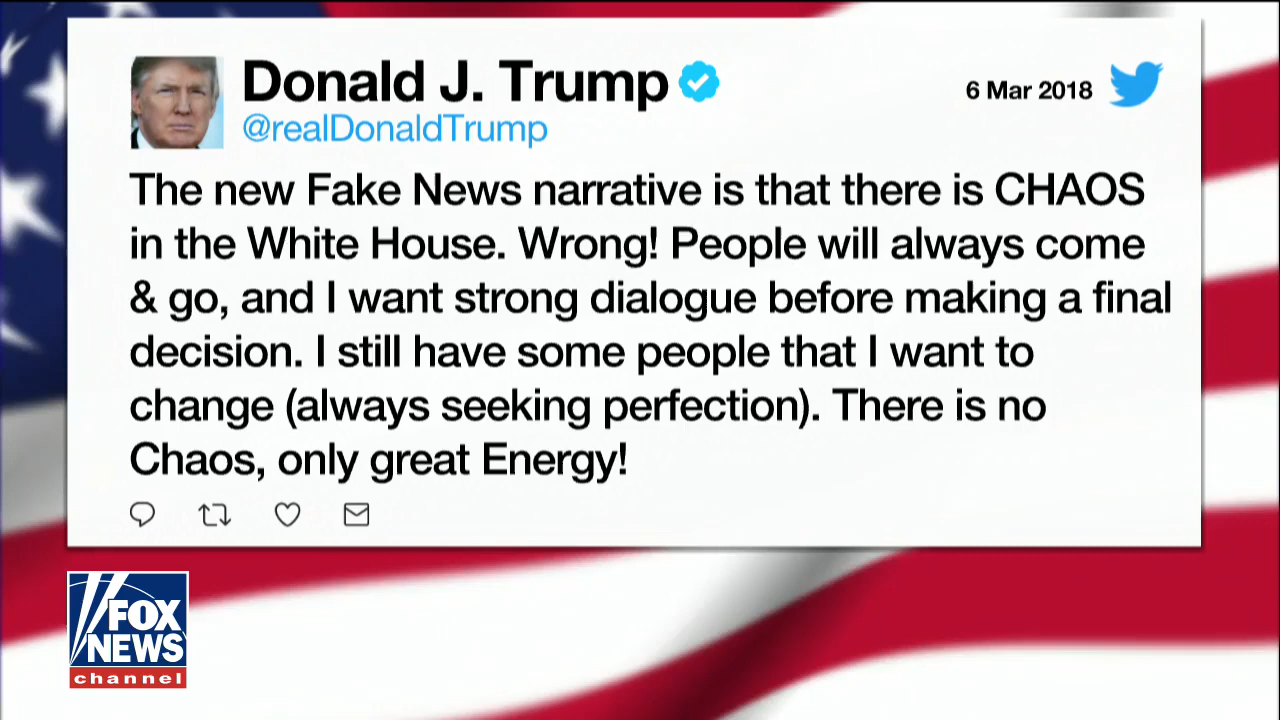 Donald J. Trump
6 Mar 2018
@realDonaldTrump
The new Fake News narrative is that there is CHAOS
in the White House. Wrong! People will always come
& go, and I want strong dialogue before making a final
decision. I still have some people that I want to
change (always seeking perfection). There is no
Chaos, only great Energy!
FOX
NEWS
channel